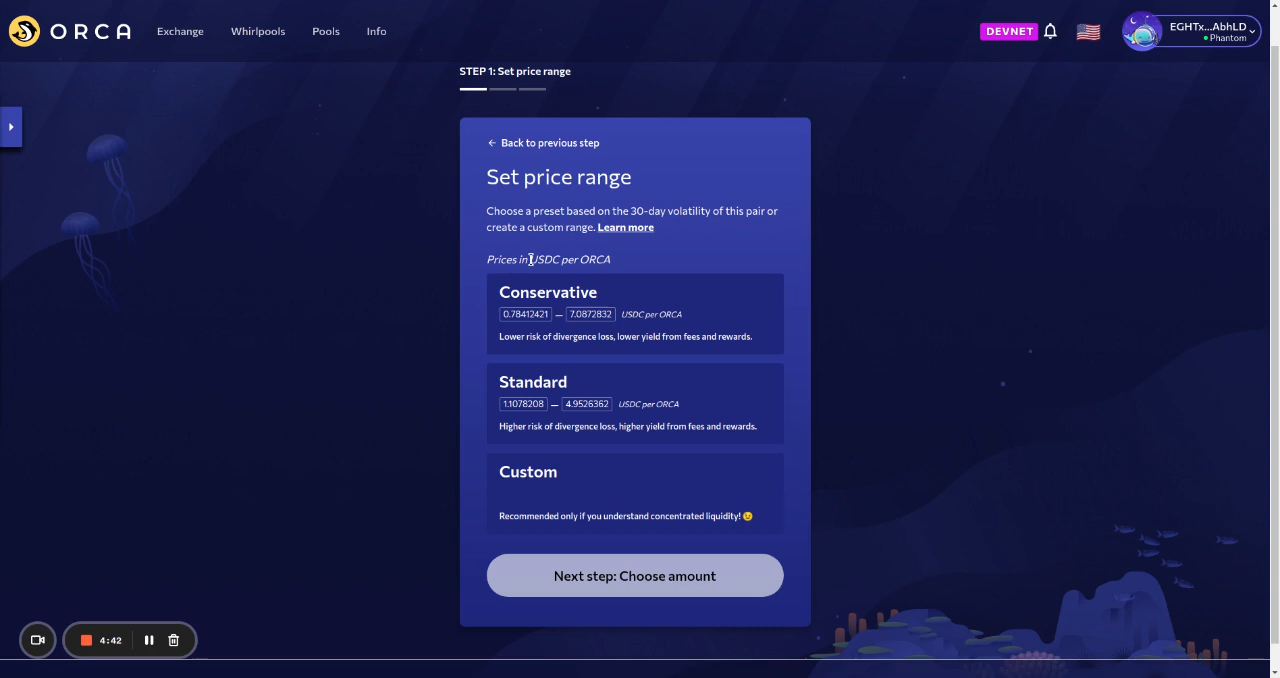 ORCA Exchange Whirlpools Pools Info DEVNET EGHTx...AbhLD
Phantom
STEP 1: Set price range
Back to previous step
Set price range
Choose a preset based on the 30-day volatility of this pair or
create a custom range. Learn more
Prices in USDC per ORCA
Conservative
0.78412421 — 7.0872832 USDC per ORCA
Lower risk of divergence loss, lower yield from fees and rewards.
Standard
1.1078208 — 4.9526362 USDC per ORCA
Higher risk of divergence loss, higher yield from fees and rewards.
Custom
Recommended only if you understand concentrated liquidity! 😉
Next step: Choose amount
4:42